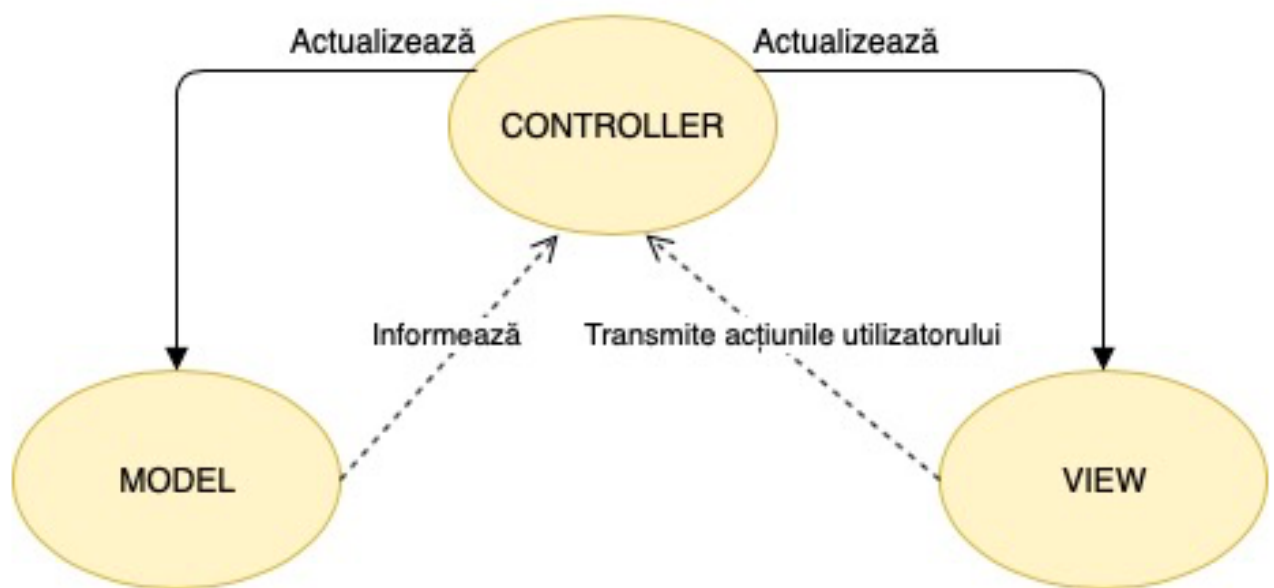 Actualizează
Actualizează
CONTROLLER
Informează
Transmite acțiunile utilizatorului
MODEL
VIEW